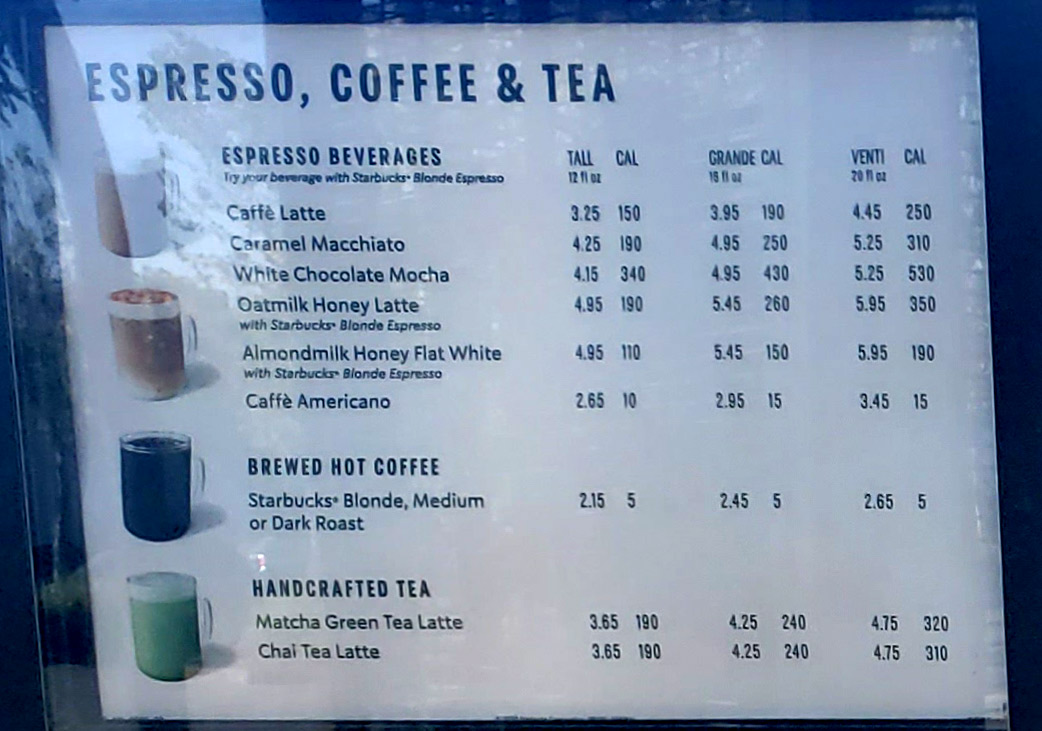 ESPRESSO, COFFEE & TEA
ESPRESSO BEVERAGES TALL CAL GRANDE CAL VENTI CAL
Try your beverage with Starbucks® Blonde Espresso 12 fl oz 16 fl oz 20 fl oz
Caffè Latte 3.25 150 3.95 190 4.45 250
Caramel Macchiato 4.25 190 4.95 250 5.25 310
White Chocolate Mocha 4.15 340 4.95 430 5.25 530
Oatmilk Honey Latte 4.95 190 5.45 260 5.95 350
with Starbucks® Blonde Espresso
Almondmilk Honey Flat White 4.95 110 5.45 150 5.95 190
with Starbucks® Blonde Espresso
Caffè Americano 2.65 10 2.95 15 3.45 15
BREWED HOT COFFEE
Starbucks® Blonde, Medium 2.15 5 2.45 5 2.65 5
or Dark Roast
HANDCRAFTED TEA
Matcha Green Tea Latte 3.65 190 4.25 240 4.75 320
Chai Tea Latte 3.65 190 4.25 240 4.75 310